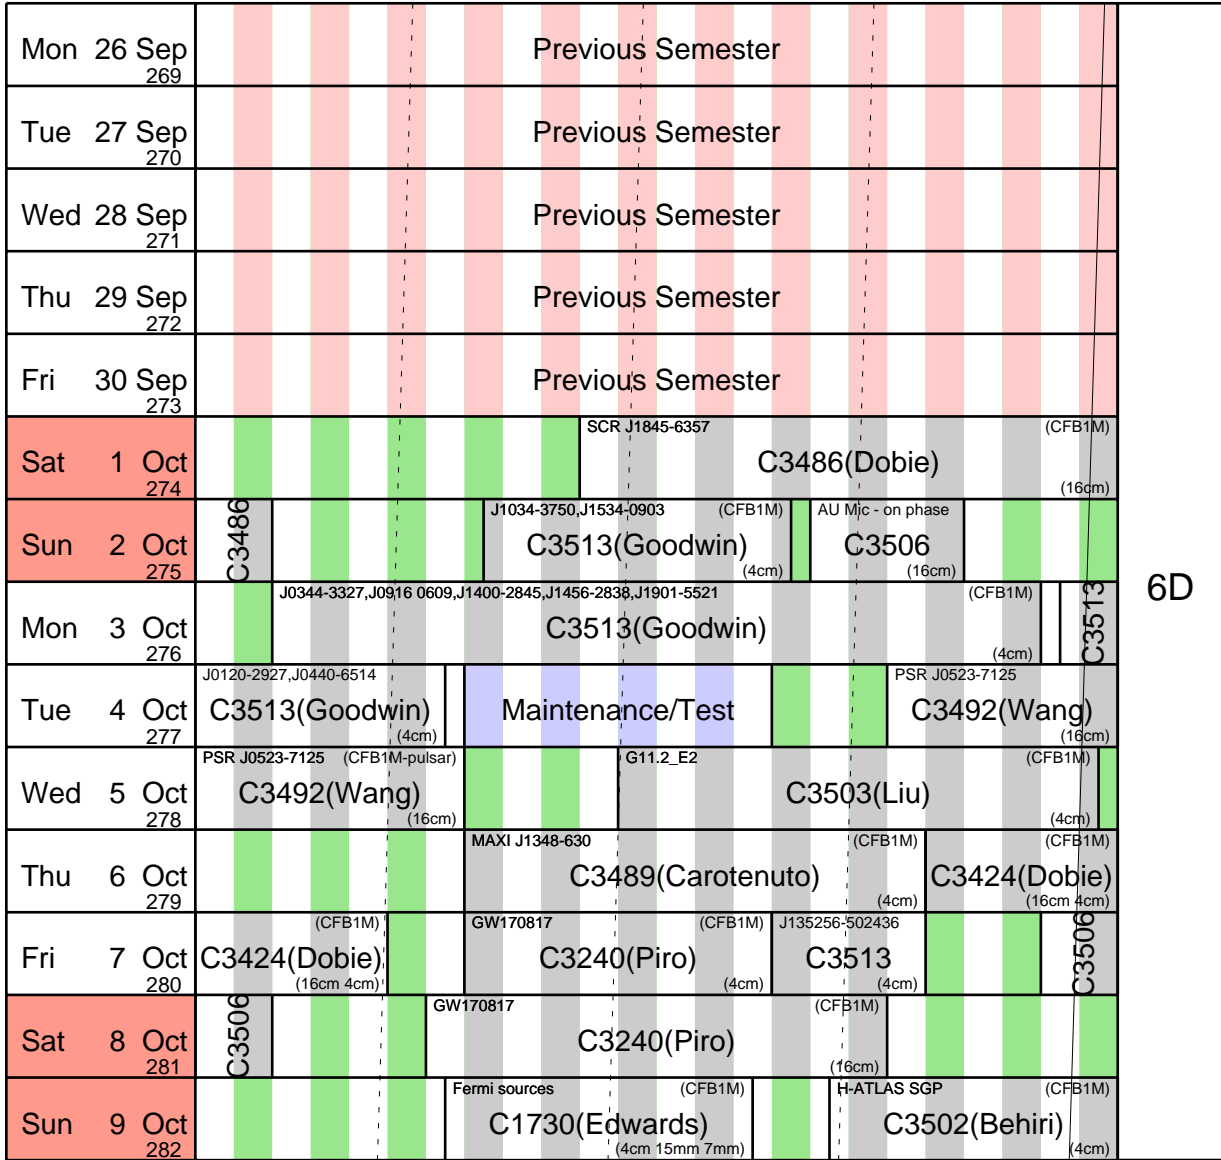 Mon 26 Sep
269
Previous Semester
Tue 27 Sep
270
Previous Semester
Wed 28 Sep
271
Previous Semester
Thu 29 Sep
272
Previous Semester
Fri 30 Sep
273
Previous Semester
Sat 1 Oct
274
SCR J1845-6357 (CFB1M)
C3486(Dobie)
(16cm)
Sun 2 Oct
275
C3486
J1034-3750,J1534-0903 (CFB1M)
C3513(Goodwin)
(4cm)
AU Mic - on phase
C3506
(16cm)
Mon 3 Oct
276
J0344-3327,J0916 0609,J1400-2845,J1456-2838,J1901-5521 (CFB1M)
C3513(Goodwin)
(4cm)
C3513
6D
Tue 4 Oct
277
J0120-2927,J0440-6514
C3513(Goodwin)
(4cm)
Maintenance/Test
PSR J0523-7125
C3492(Wang)
(16cm)
Wed 5 Oct
278
PSR J0523-7125 (CFB1M-pulsar)
C3492(Wang)
(16cm)
G11.2_E2 (CFB1M)
C3503(Liu)
(4cm)
Thu 6 Oct
279
MAXI J1348-630 (CFB1M)
C3489(Carotenuto)
(4cm)
(CFB1M)
C3424(Dobie)
(16cm 4cm)
Fri 7 Oct
280
(CFB1M)
C3424(Dobie)
(16cm 4cm)
GW170817 (CFB1M)
C3240(Piro)
(4cm)
J135256-502436
C3513
(4cm)
C3506
Sat 8 Oct
281
C3506
GW170817 (CFB1M)
C3240(Piro)
(16cm)
Sun 9 Oct
282
Fermi sources (CFB1M)
C1730(Edwards)
(4cm 15mm 7mm)
H-ATLAS SGP (CFB1M)
C3502(Behiri)
(4cm)